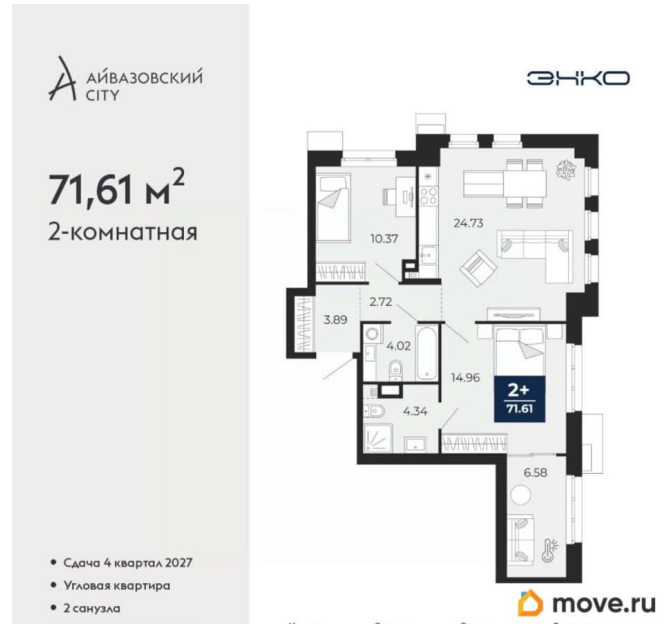 АЙВАЗОВСКИЙ
CITY
ЭНКО
71,61 м²
2-комнатная
10.37
24.73
2.72
3.89
4.02
14.96
2+
71.61
4.34
6.58
• Сдача 4 квартал 2027
• Угловая квартира
• 2 санузла
move.ru